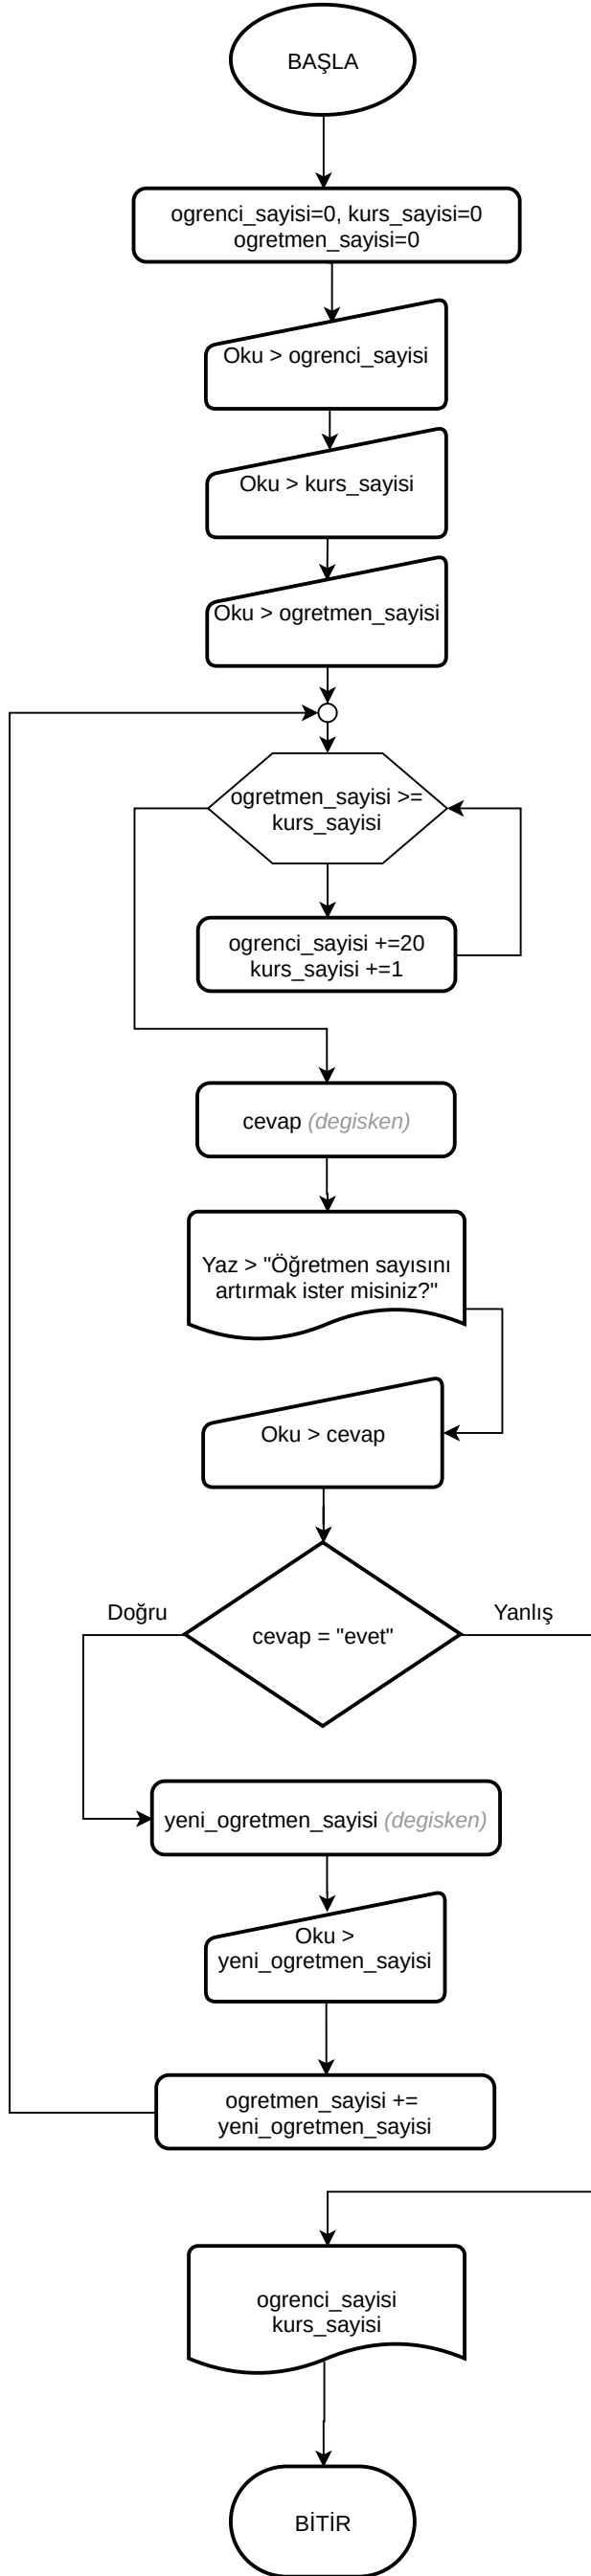 BAŞLA
ogrenci_sayisi=0, kurs_sayisi=0
ogretmen_sayisi=0
Oku > ogrenci_sayisi
Oku > kurs_sayisi
Oku > ogretmen_sayisi
ogretmen_sayisi >=
kurs_sayisi
ogrenci_sayisi +=20
kurs_sayisi +=1
cevap (degisken)
Yaz > "Öğretmen sayısını
artırmak ister misiniz?"
Oku > cevap
Doğru
Yanlış
cevap = "evet"
yeni_ogretmen_sayisi (degisken)
Oku >
yeni_ogretmen_sayisi
ogretmen_sayisi +=
yeni_ogretmen_sayisi
ogrenci_sayisi
kurs_sayisi
BİTİR